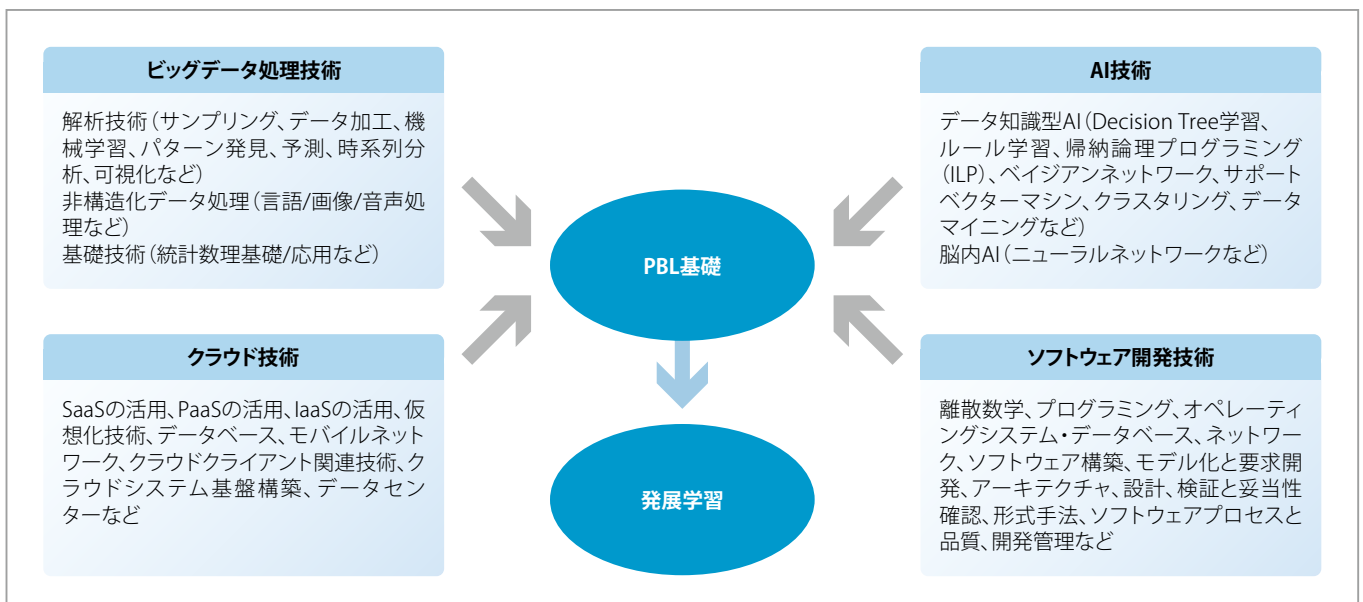 ビッグデータ処理技術
解析技術（サンプリング、データ加工、機
械学習、パターン発見、予測、時系列分
析、可視化など）
非構造化データ処理（言語/画像/音声処
理など）
基礎技術（統計数理基礎/応用など）
クラウド技術
SaaSの活用、PaaSの活用、IaaSの活用、仮
想化技術、データベース、モバイルネット
ワーク、クラウドクライアント関連技術、ク
ラウドシステム基盤構築、データセン
ターなど
PBL基礎
発展学習
AI技術
データ知識型AI（Decision Tree学習、
ルール学習、帰納論理プログラミング
（ILP）、ベイジアンネットワーク、サポート
ベクターマシン、クラスタリング、データ
マイニングなど）
脳内AI（ニューラルネットワークなど）
ソフトウェア開発技術
離散数学、プログラミング、オペレーティ
ングシステム・データベース、ネットワー
ク、ソフトウェア構築、モデル化と要求開
発、アーキテクチャ、設計、検証と妥当性
確認、形式手法、ソフトウェアプロセスと
品質、開発管理など